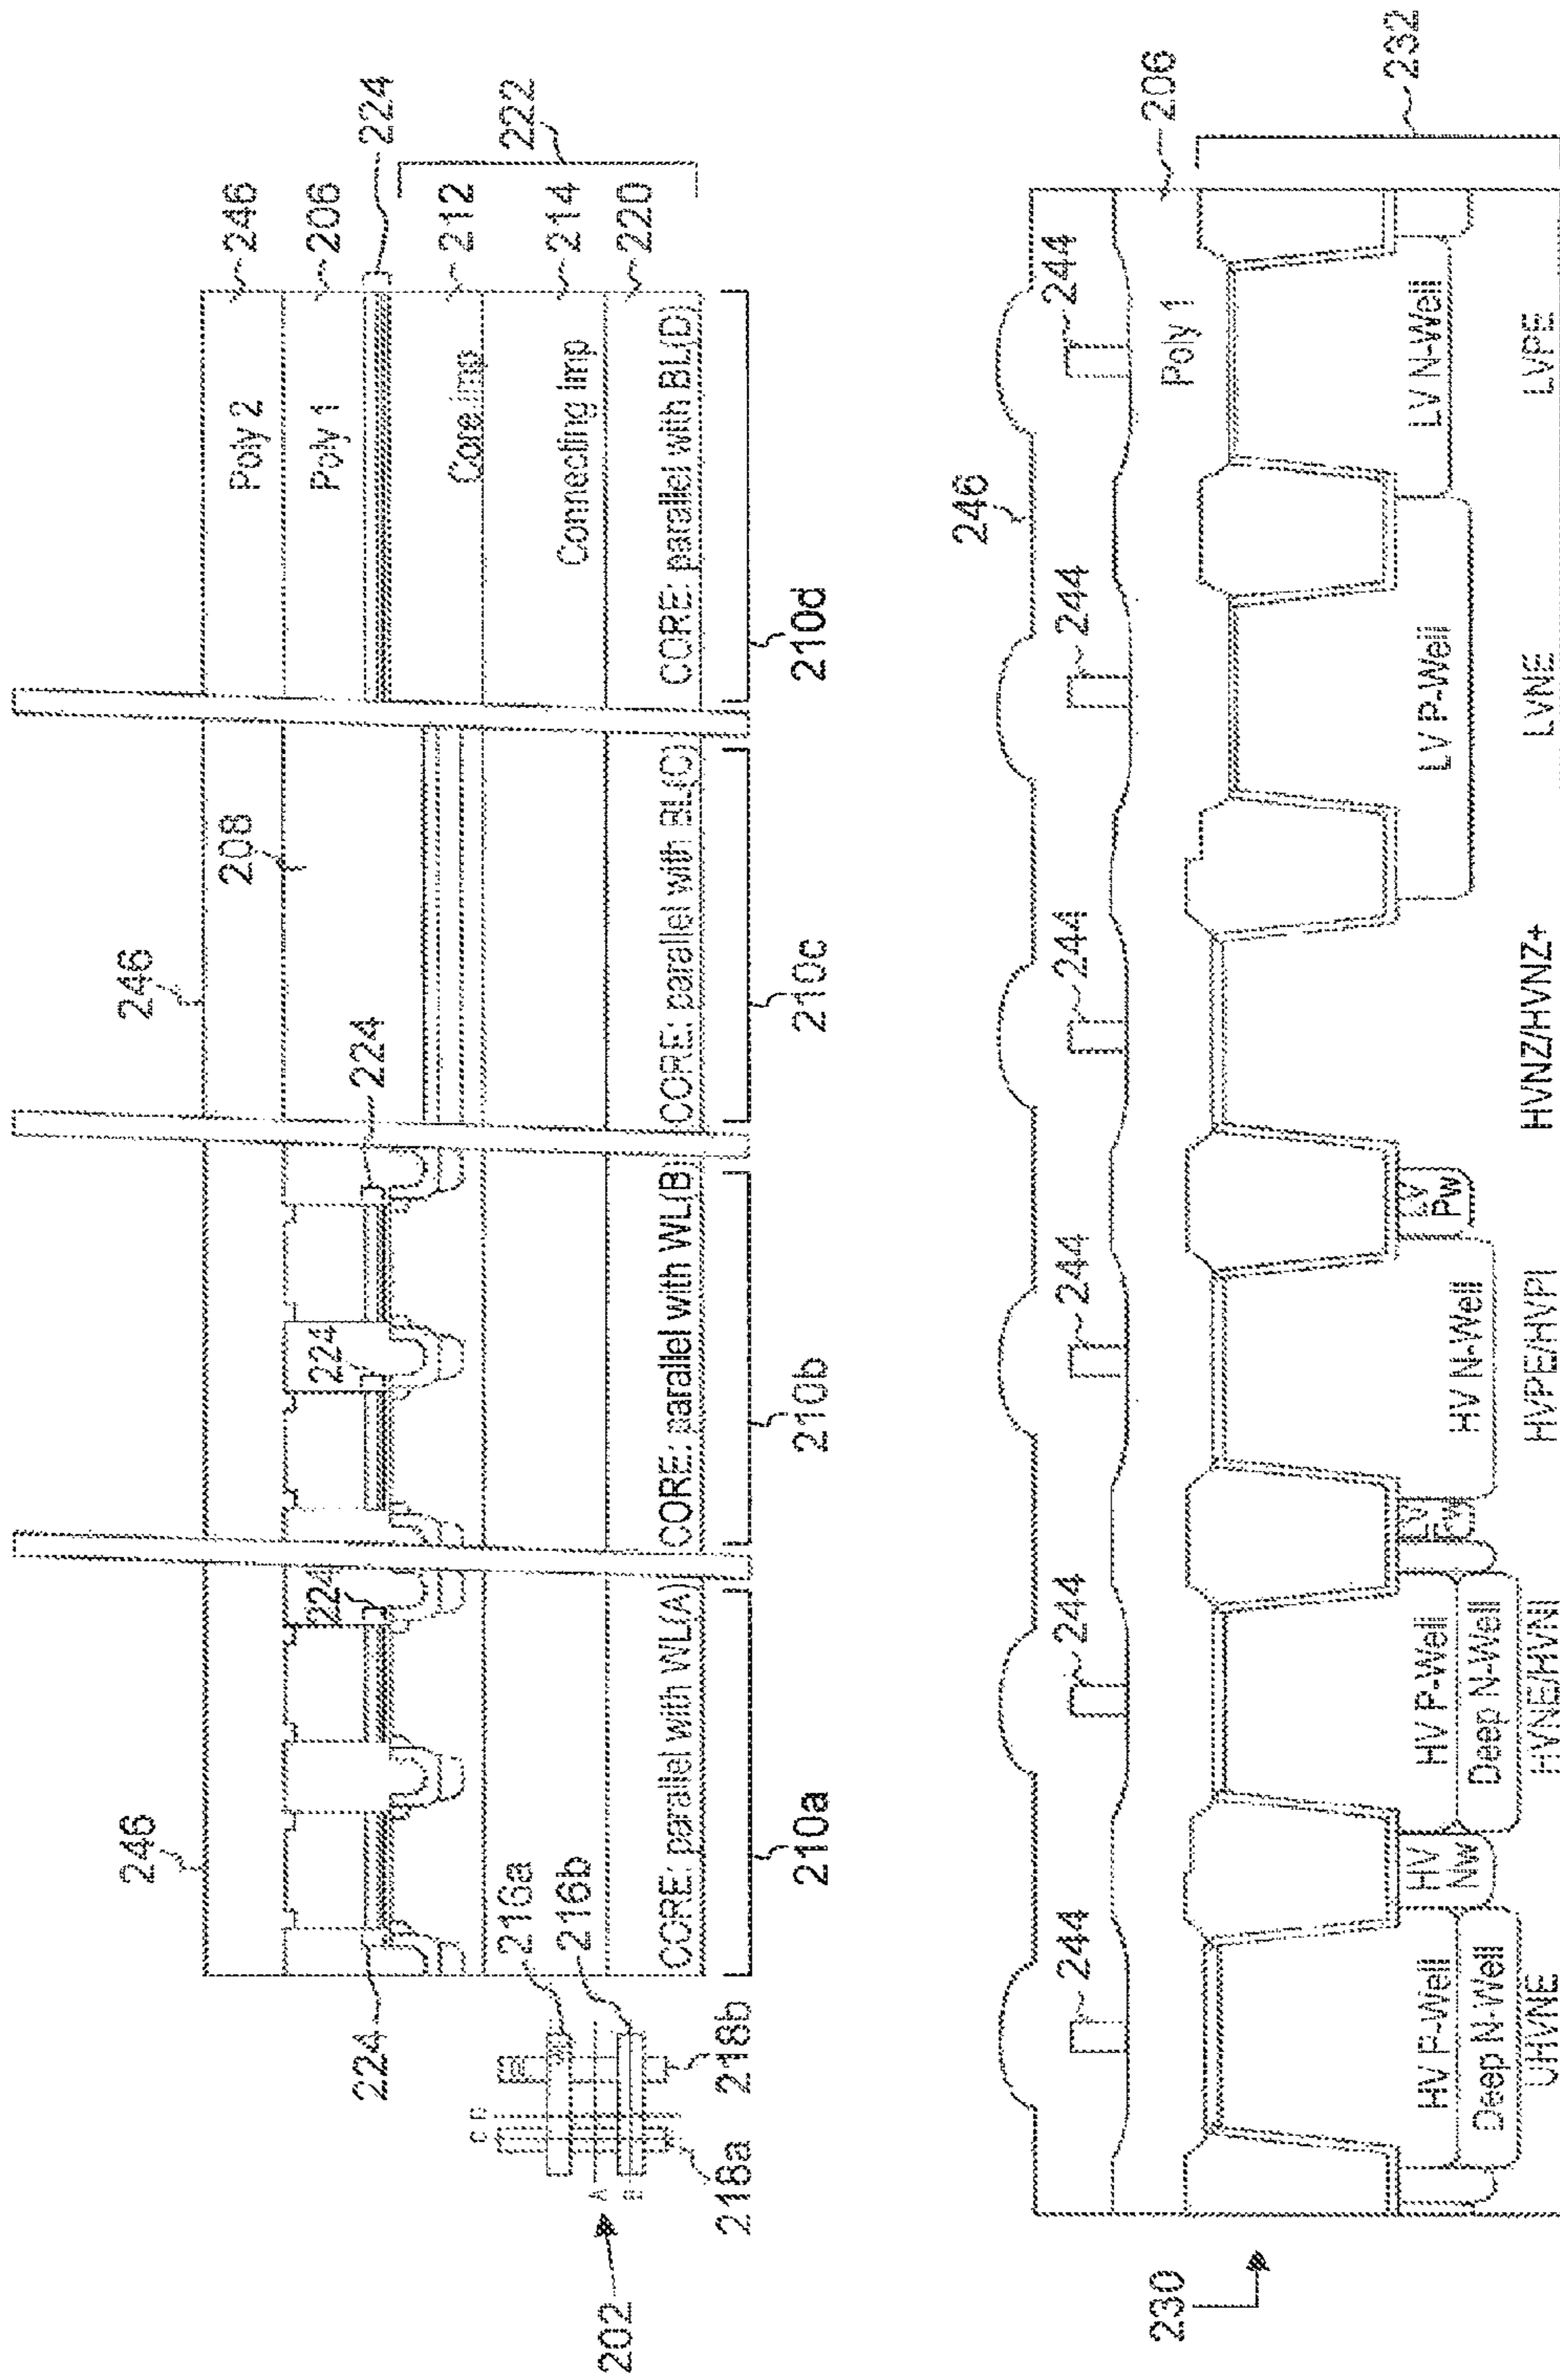 246
246
Poly 2
246
208
Poly 1
206
224
224
224
224
224
Core imp
212
222
Connecting Imp
214
216a
216b
220
CORE: parallel with WL(A)
CORE: parallel with WL(B)
CORE: parallel with BL(C)
CORE: parallel with BL(D)
210a
210b
210c
210d
C D
A
B
202
218a
218b
246
244
244
244
244
244
244
244
Poly 1
206
230
232
HV P-Well
Deep N-Well
HV
NW
HV P-Well
Deep N-Well
HV N-Well
LV
PW
LV P-Well
LV N-Well
UHVNE
HVNE/HVNI
HVPE/HVPI
HVNZ/HVNZ+
LVNE
LVPE